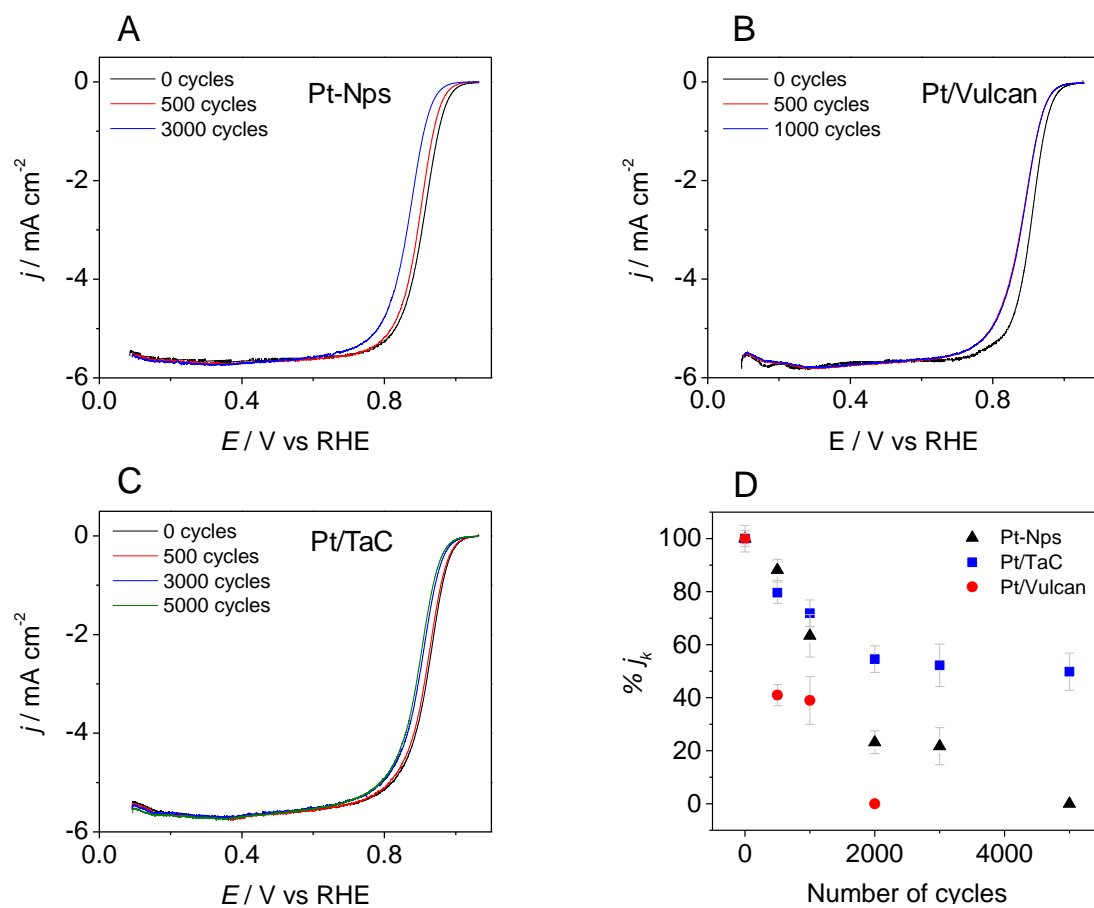 A
0 cycles
500 cycles
3000 cycles
Pt-Nps
0
-2
-4
-6
j / mA cm⁻²
0.0
0.4
0.8
E / V vs RHE
B
0 cycles
500 cycles
1000 cycles
Pt/Vulcan
0
-2
-4
-6
j / mA cm⁻²
0.0
0.4
0.8
E / V vs RHE
C
0 cycles
500 cycles
3000 cycles
5000 cycles
Pt/TaC
0
-2
-4
-6
j / mA cm⁻²
0.0
0.4
0.8
E / V vs RHE
D
Pt-Nps
Pt/TaC
Pt/Vulcan
100
80
60
40
20
0
% jₖ
0
2000
4000
Number of cycles